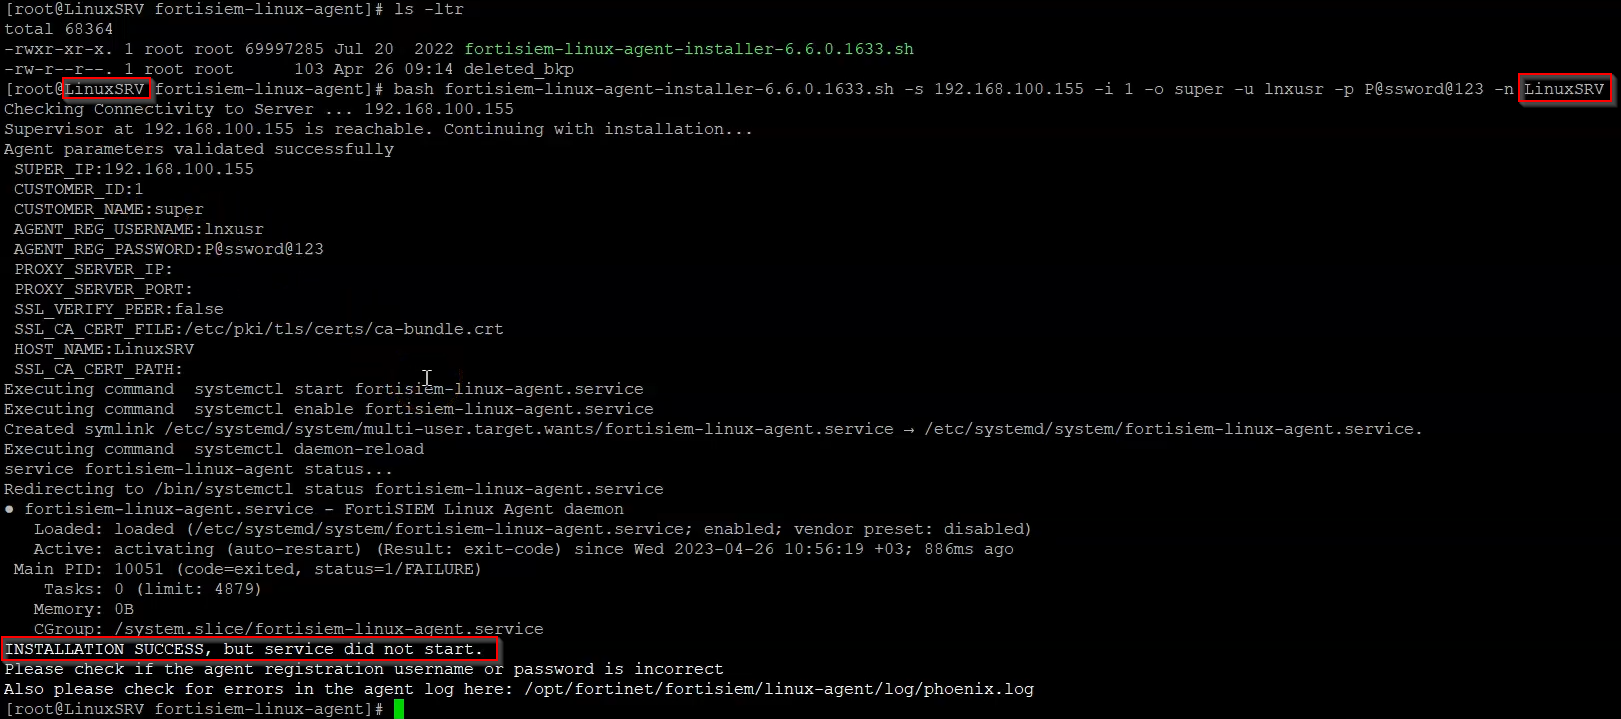 [root@LinuxSRV fortisiem-linux-agent]# ls -ltr
total 68364
-rwxr-xr-x. 1 root root 69997285 Jul 20  2022 fortisiem-linux-agent-installer-6.6.0.1633.sh
-rw-r--r--. 1 root root      103 Apr 26 09:14 deleted_bkp
[root@LinuxSRV fortisiem-linux-agent]# bash fortisiem-linux-agent-installer-6.6.0.1633.sh -s 192.168.100.155 -i 1 -o super -u lnxusr -p P@ssword@123 -n LinuxSRV
Checking Connectivity to Server ... 192.168.100.155
Supervisor at 192.168.100.155 is reachable. Continuing with installation...
Agent parameters validated successfully
 SUPER_IP:192.168.100.155
 CUSTOMER_ID:1
 CUSTOMER_NAME:super
 AGENT_REG_USERNAME:lnxusr
 AGENT_REG_PASSWORD:P@ssword@123
 PROXY_SERVER_IP:
 PROXY_SERVER_PORT:
 SSL_VERIFY_PEER:false
 SSL_CA_CERT_FILE:/etc/pki/tls/certs/ca-bundle.crt
 HOST_NAME:LinuxSRV
 SSL_CA_CERT_PATH:
Executing command  systemctl start fortisiem-linux-agent.service
Executing command  systemctl enable fortisiem-linux-agent.service
Created symlink /etc/systemd/system/multi-user.target.wants/fortisiem-linux-agent.service → /etc/systemd/system/fortisiem-linux-agent.service.
Executing command  systemctl daemon-reload
service fortisiem-linux-agent status...
Redirecting to /bin/systemctl status fortisiem-linux-agent.service
● fortisiem-linux-agent.service - FortiSIEM Linux Agent daemon
   Loaded: loaded (/etc/systemd/system/fortisiem-linux-agent.service; enabled; vendor preset: disabled)
   Active: activating (auto-restart) (Result: exit-code) since Wed 2023-04-26 10:56:19 +03; 886ms ago
 Main PID: 10051 (code=exited, status=1/FAILURE)
    Tasks: 0 (limit: 4879)
   Memory: 0B
   CGroup: /system.slice/fortisiem-linux-agent.service
INSTALLATION SUCCESS, but service did not start.
Please check if the agent registration username or password is incorrect
Also please check for errors in the agent log here: /opt/fortinet/fortisiem/linux-agent/log/phoenix.log
[root@LinuxSRV fortisiem-linux-agent]#